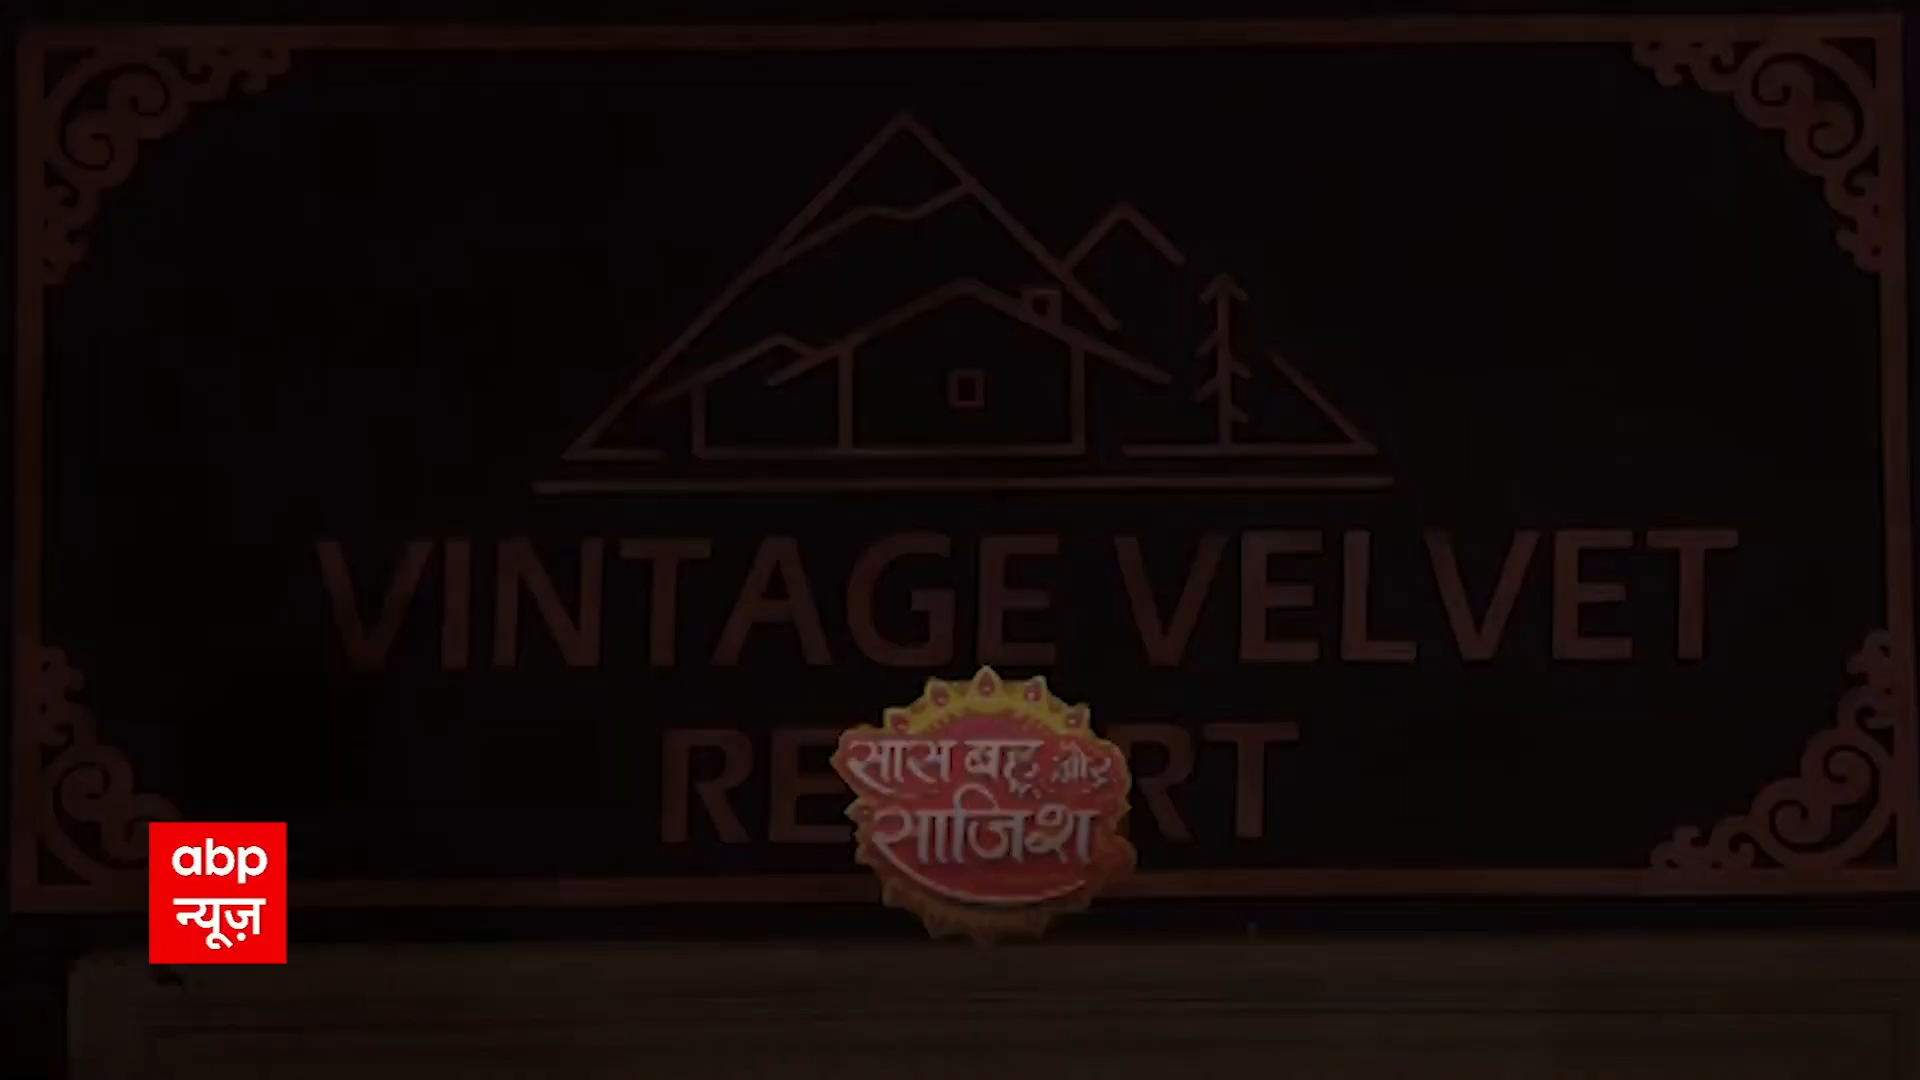 VINTAGE VELVET
RE RT
सास बहू और
साजिश
abp
न्यूज़